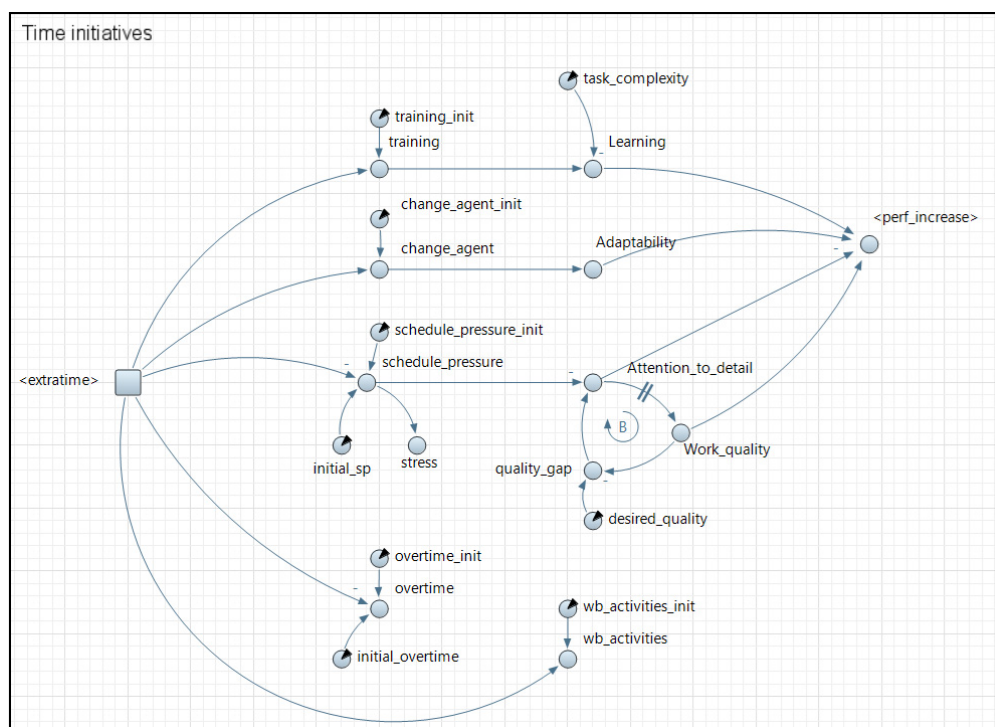 Time initiatives
task_complexity
training_init
training
Learning
change_agent_init
<perf_increase>
change_agent
Adaptability
-
-
schedule_pressure_init
-
schedule_pressure
-
Attention_to_detail
<extratime>
B
initial_sp
stress
quality_gap
Work_quality
-
desired_quality
overtime_init
-
overtime
wb_activities_init
wb_activities
initial_overtime